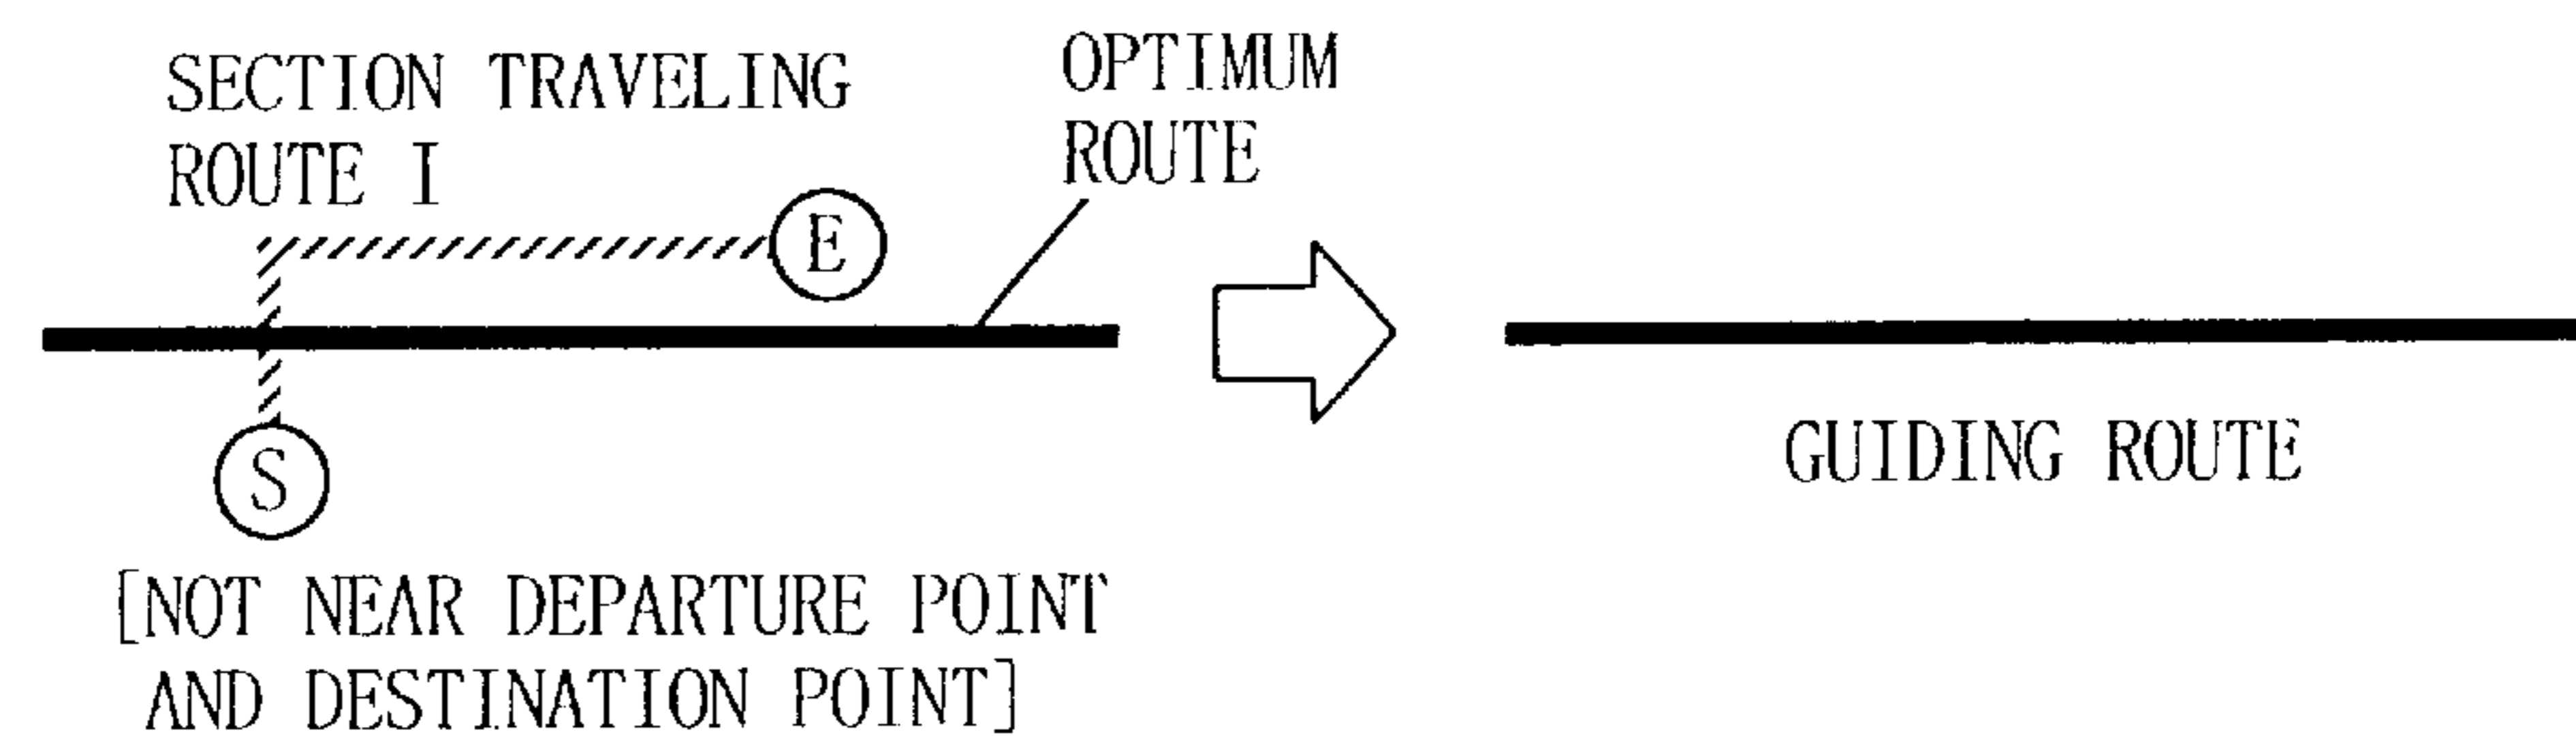 SECTION TRAVELING
ROUTE I
OPTIMUM
ROUTE
E
S
GUIDING ROUTE
[NOT NEAR DEPARTURE POINT
AND DESTINATION POINT]